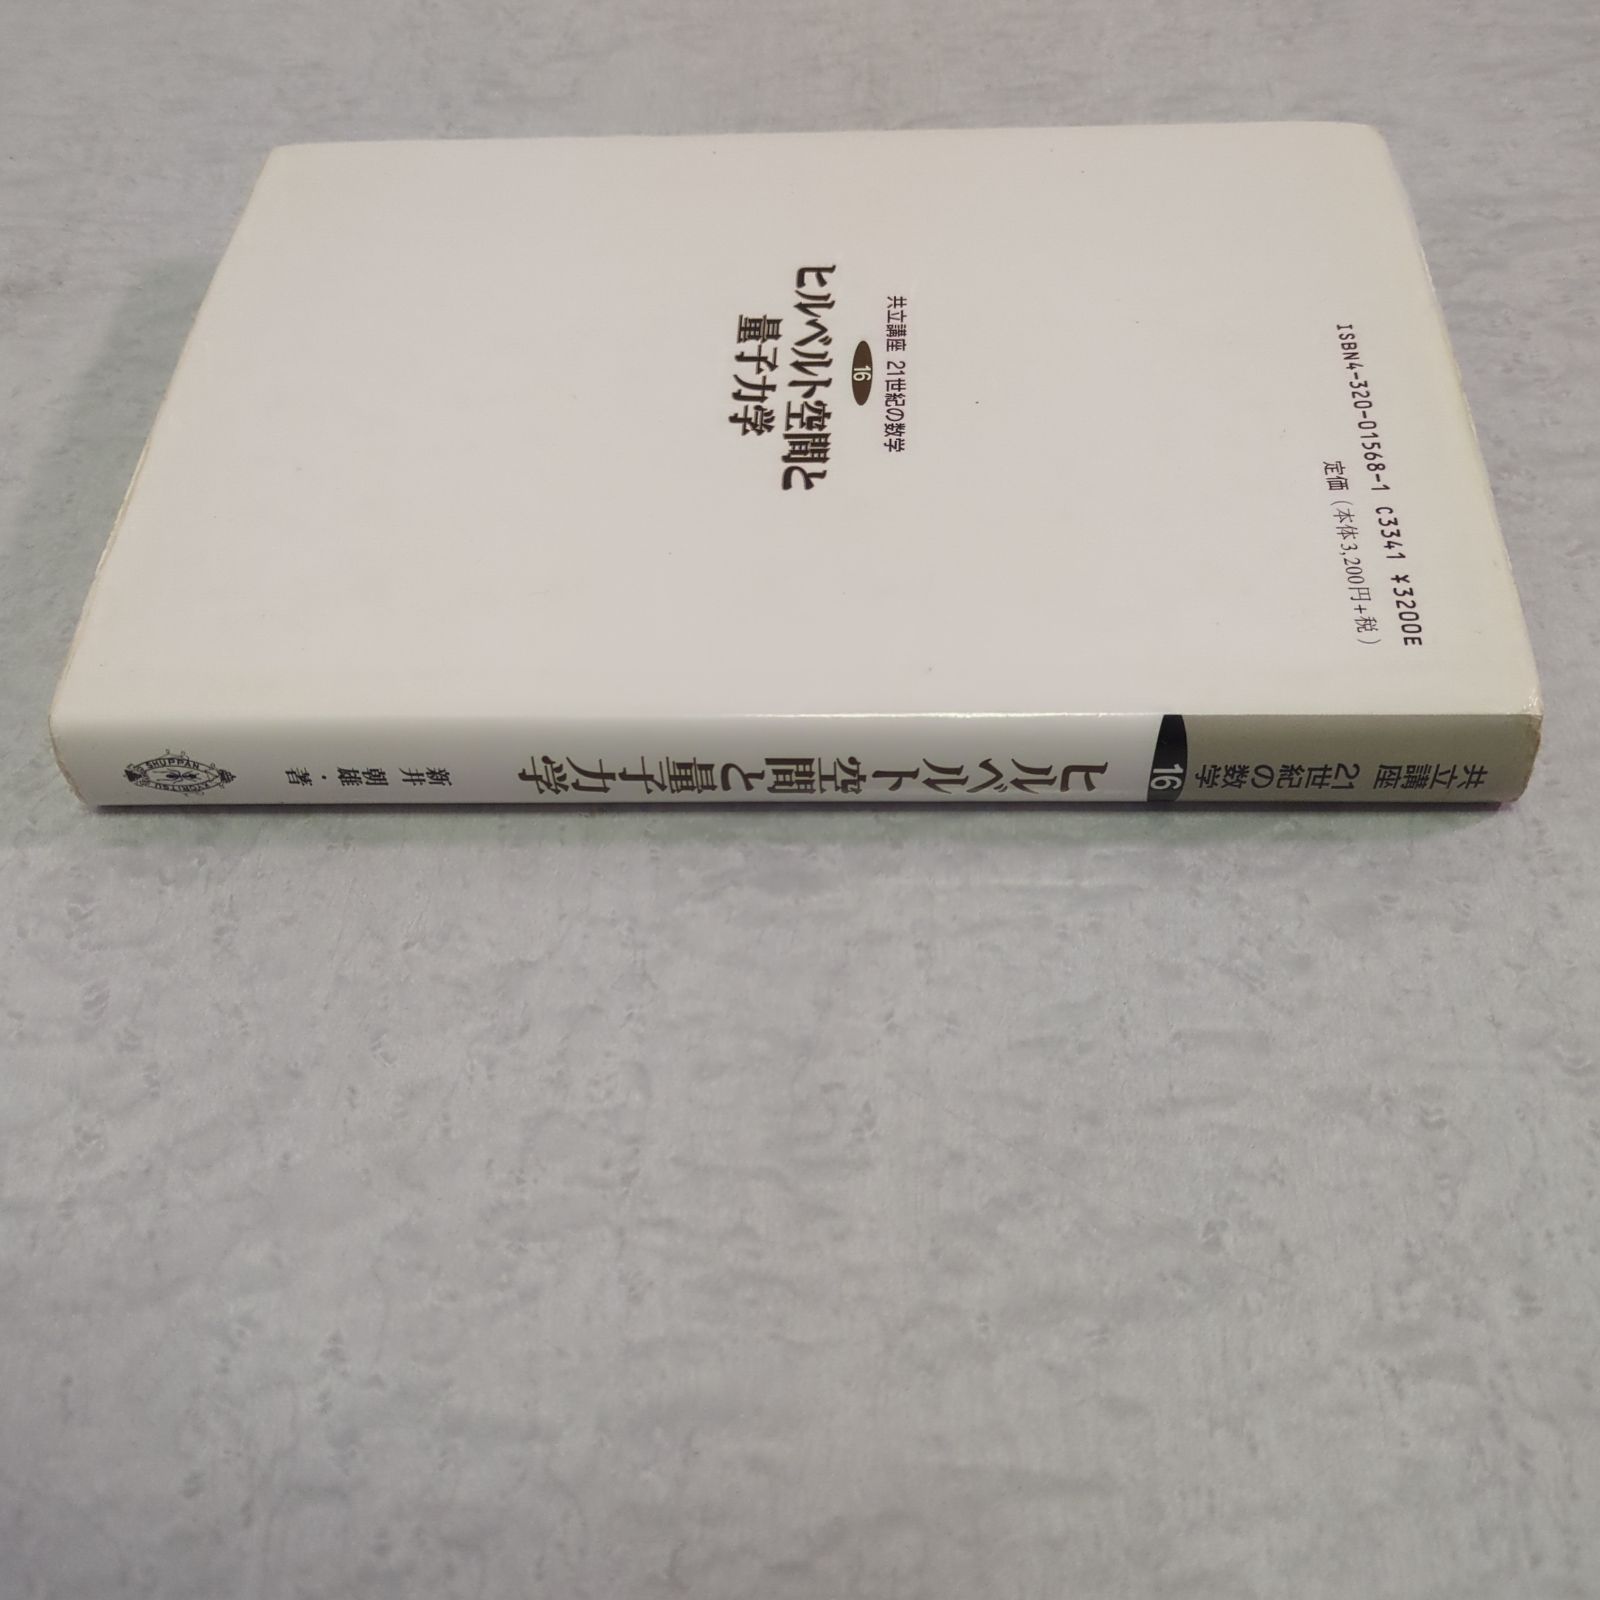 共立講座 21世紀の数学
16
ヒルベルト空間と
量子力学
ISBN4-320-01568-1 C3341 ¥3200E
定価(本体3,200円+税)
共立講座
21世紀の数学
16
ヒルベルト空間と量子力学
新井 朝雄・著
KYORITSU
SHUPPAN